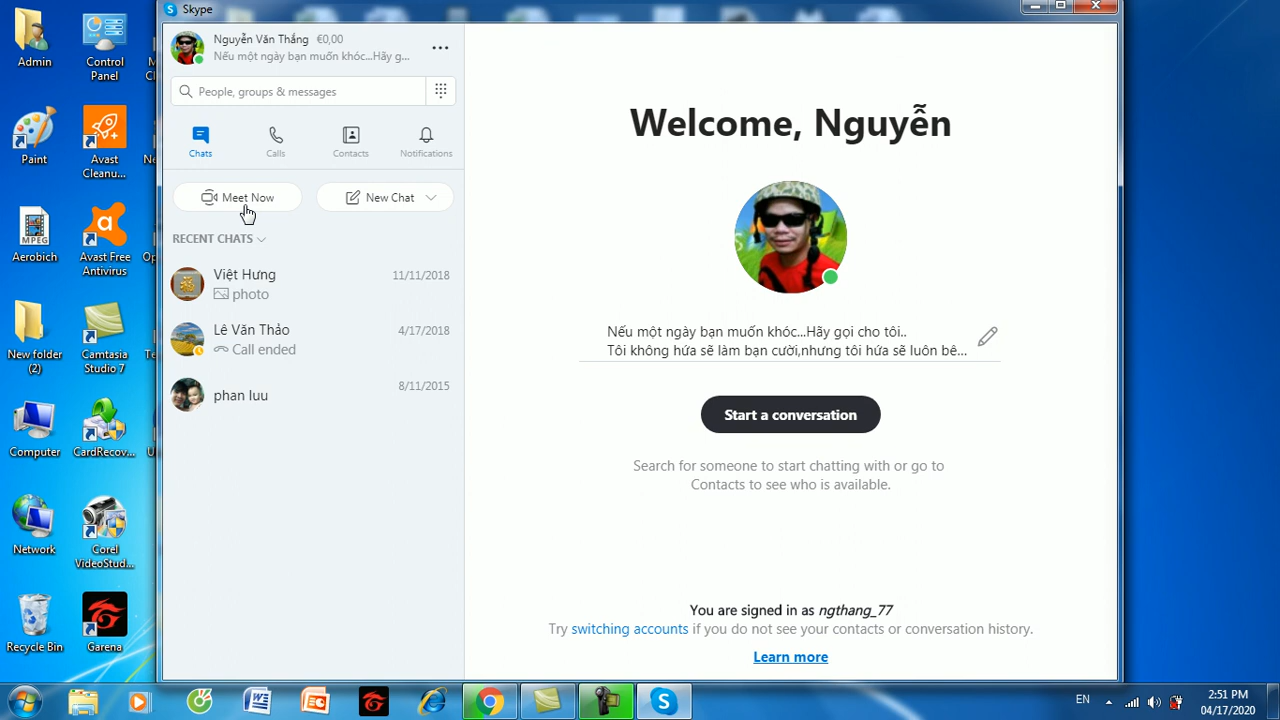 Skype
Nguyễn Văn Thắng €0,00
Nếu một ngày bạn muốn khóc...Hãy g...
People, groups & messages
Chats
Calls
Contacts
Notifications
Meet Now
New Chat
RECENT CHATS
Việt Hưng 11/11/2018
photo
Lê Văn Thảo 4/17/2018
Call ended
phan luu 8/11/2015
Welcome, Nguyễn
Nếu một ngày bạn muốn khóc...Hãy gọi cho tôi..
Tôi không hứa sẽ làm bạn cười,nhưng tôi hứa sẽ luôn bê...
Start a conversation
Search for someone to start chatting with or go to
Contacts to see who is available.
You are signed in as ngthang_77
Try switching accounts if you do not see your contacts or conversation history.
Learn more
Admin
Control
Panel
Paint
Avast
Cleanu...
MPEG
Aerobich
Avast Free
Antivirus
New folder
(2)
Camtasia
Studio 7
Computer
CardRecov...
Network
Corel
VideoStud...
Recycle Bin
Garena
EN
2:51 PM
04/17/2020